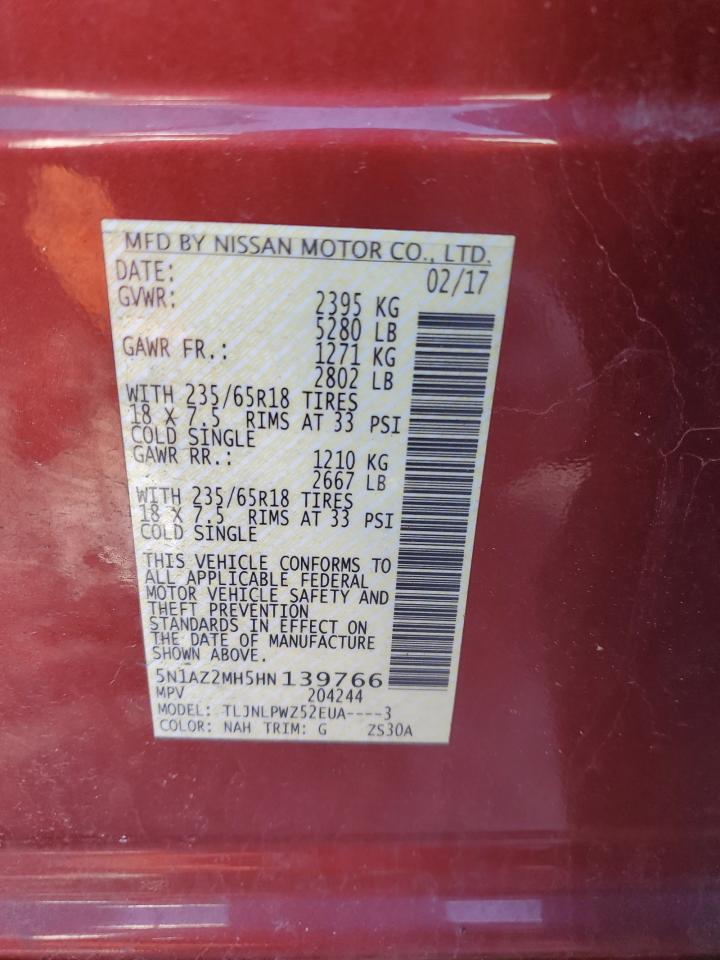 MFD BY NISSAN MOTOR CO., LTD.
DATE: 02/17
GVWR: 2395 KG
5280 LB
GAWR FR.: 1271 KG
2802 LB
WITH 235/65R18 TIRES
18 X 7.5 RIMS AT 33 PSI
COLD SINGLE
GAWR RR.: 1210 KG
2667 LB
WITH 235/65R18 TIRES
18 X 7.5 RIMS AT 33 PSI
COLD SINGLE
THIS VEHICLE CONFORMS TO
ALL APPLICABLE FEDERAL
MOTOR VEHICLE SAFETY AND
THEFT PREVENTION
STANDARDS IN EFFECT ON
THE DATE OF MANUFACTURE
SHOWN ABOVE.
5N1AZ2MH5HN139766
MPV 204244
MODEL: TLJNLPWZ52EUA----3
COLOR: NAH TRIM: G ZS30A